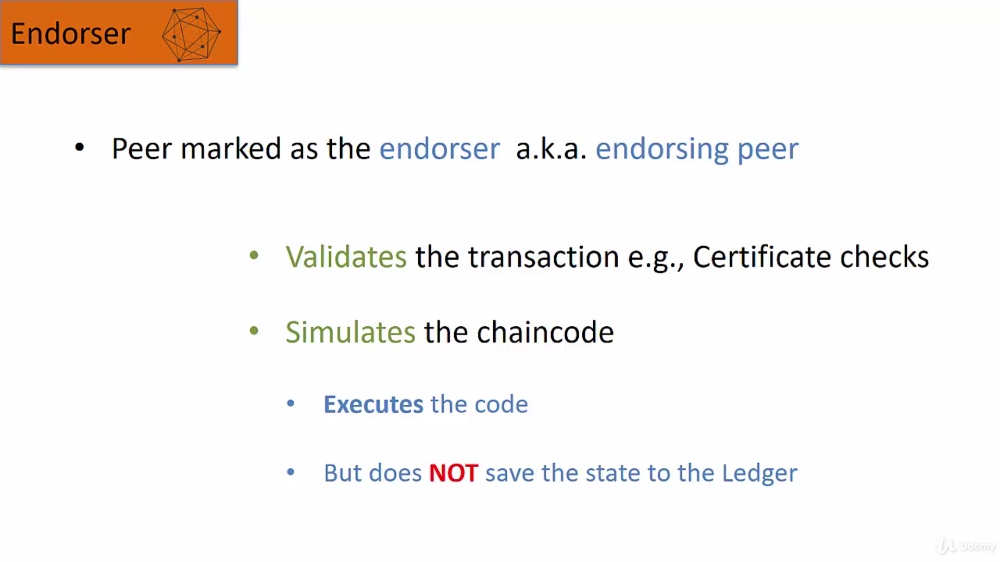 Endorser
• Peer marked as the endorser a.k.a. endorsing peer
• Validates the transaction e.g., Certificate checks
• Simulates the chaincode
• Executes the code
• But does NOT save the state to the Ledger
Udemy